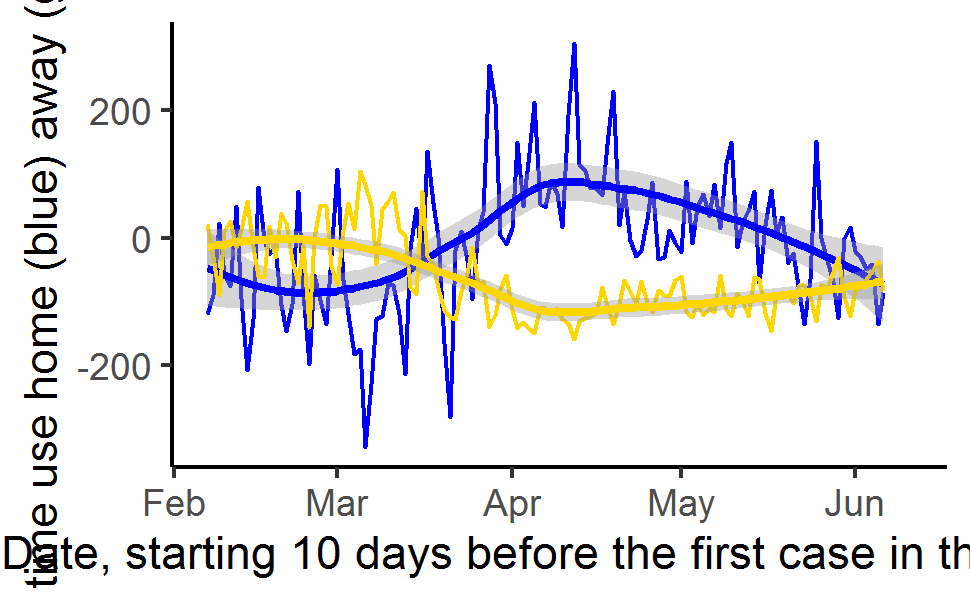 time use home (blue) away (
200
0
-200
Feb Mar Apr May Jun
Date, starting 10 days before the first case in th